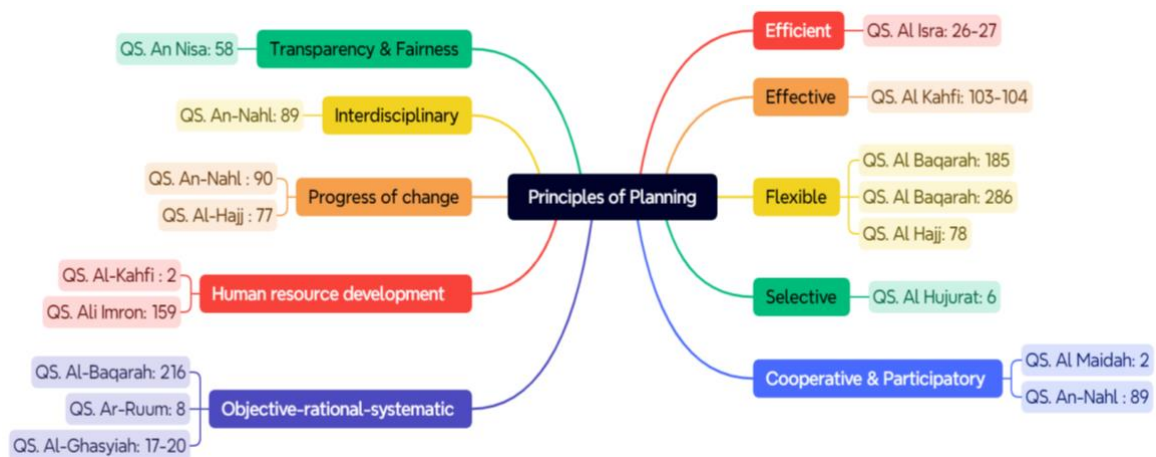 Principles of Planning
Transparency & Fairness
QS. An Nisa: 58
Interdisciplinary
QS. An-Nahl: 89
Progress of change
QS. An-Nahl : 90
QS. Al-Hajj : 77
Human resource development
QS. Al-Kahfi : 2
QS. Ali Imron: 159
Objective-rational-systematic
QS. Al-Baqarah: 216
QS. Ar-Ruum: 8
QS. Al-Ghasyiah: 17-20
Efficient
QS. Al Isra: 26-27
Effective
QS. Al Kahfi: 103-104
Flexible
QS. Al Baqarah: 185
QS. Al Baqarah: 286
QS. Al Hajj: 78
Selective
QS. Al Hujurat: 6
Cooperative & Participatory
QS. Al Maidah: 2
QS. An-Nahl : 89